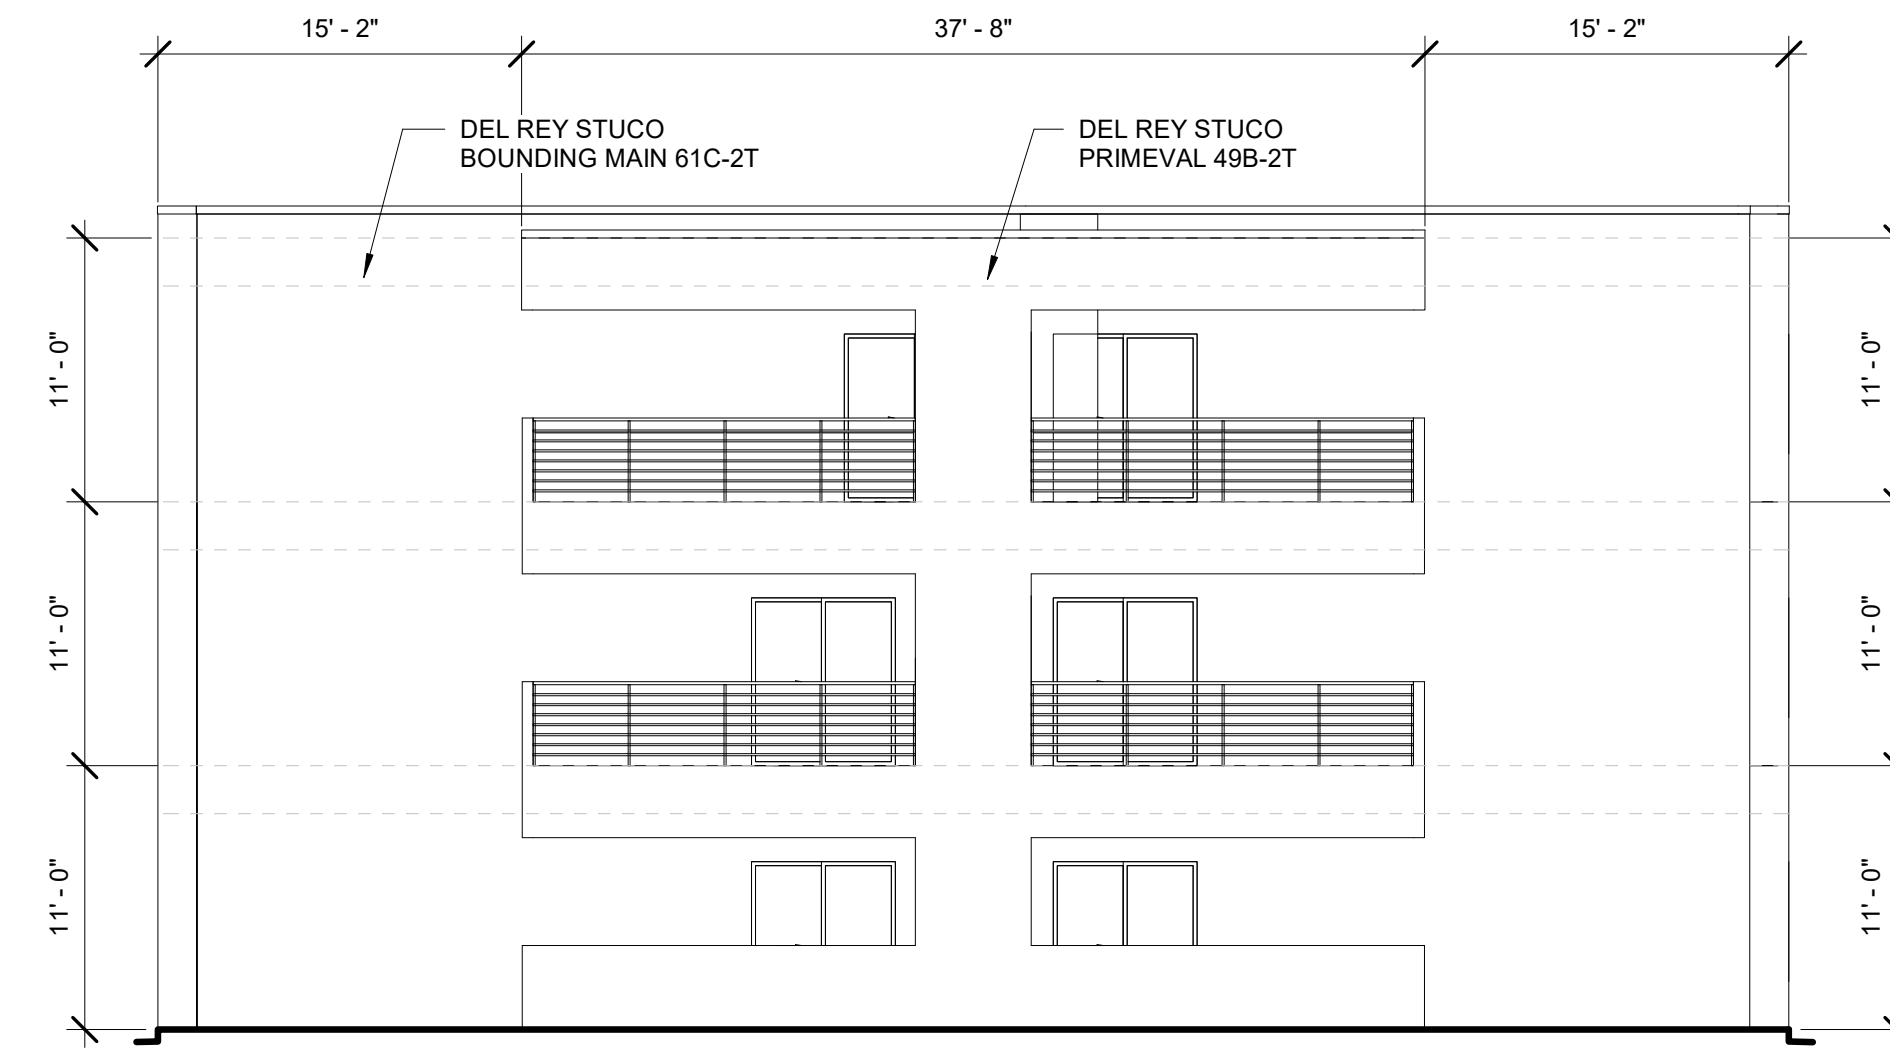 15' - 2"
37' - 8"
15' - 2"
DEL REY STUCO
BOUNDING MAIN 61C-2T
DEL REY STUCO
PRIMEVAL 49B-2T
11' - 0"
11' - 0"
11' - 0"
11' - 0"
11' - 0"
11' - 0"